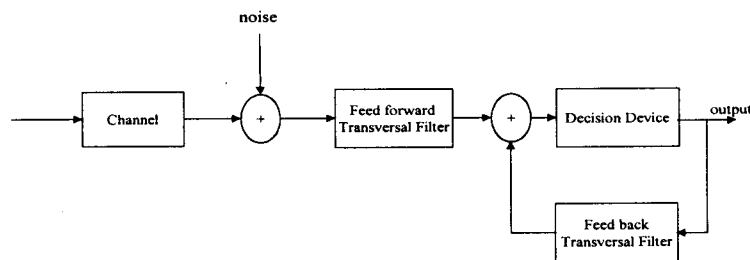 noise
Channel
+
Feed forward
Transversal Filter
+
Decision Device
output
Feed back
Transversal Filter